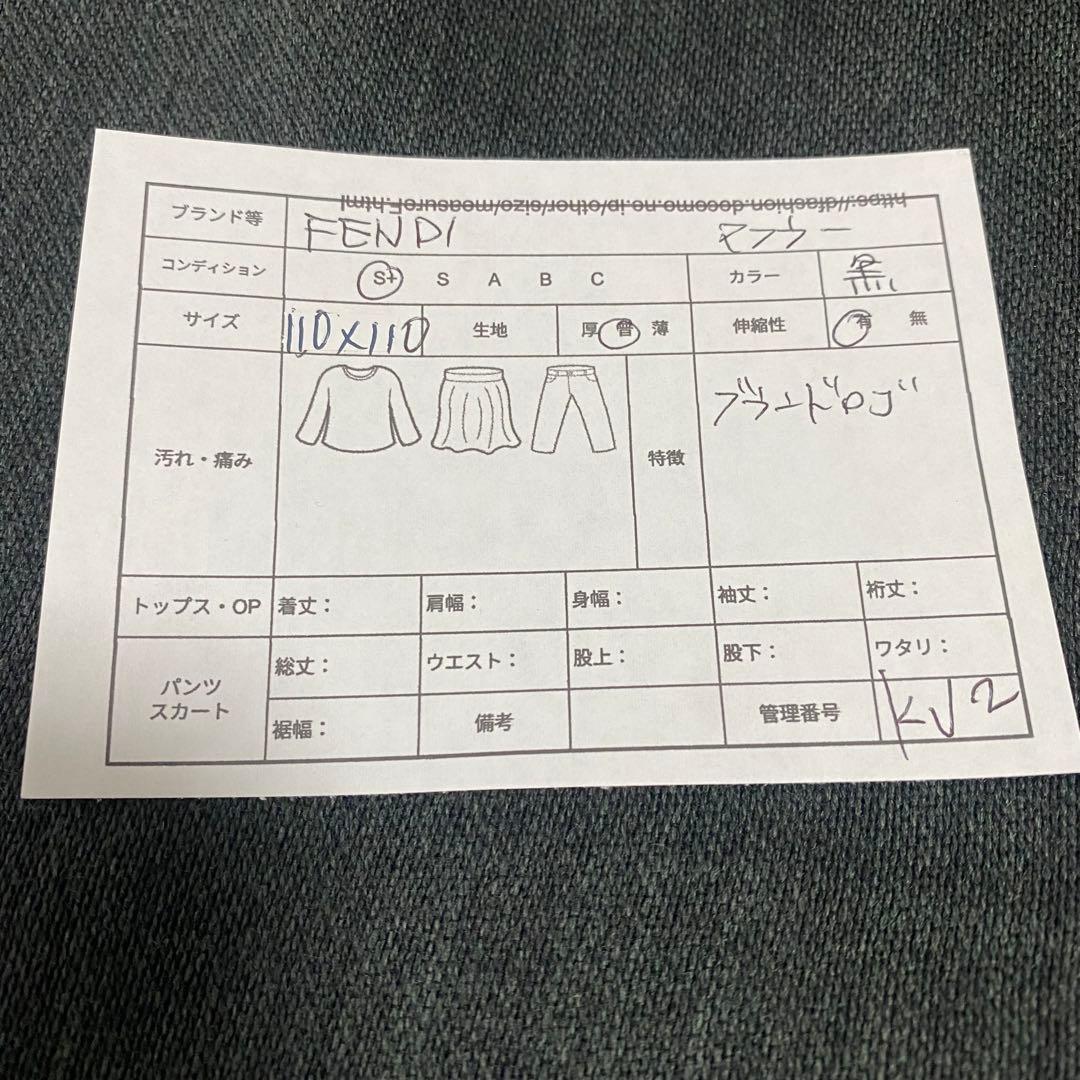 https://dfashion.docomo.ne.jp/other/size/measureF.html
ブランド等 FENDI マフラー
コンディション S+ S A B C カラー 黒
サイズ 110×110 生地 厚 普 薄 伸縮性 有 無
汚れ・痛み 特徴 ブランドロゴ
トップス・OP 着丈: 肩幅: 身幅: 袖丈: 裄丈:
パンツ スカート
総丈: ウエスト: 股上: 股下: ワタリ:
裾幅: 備考 管理番号 KJ2